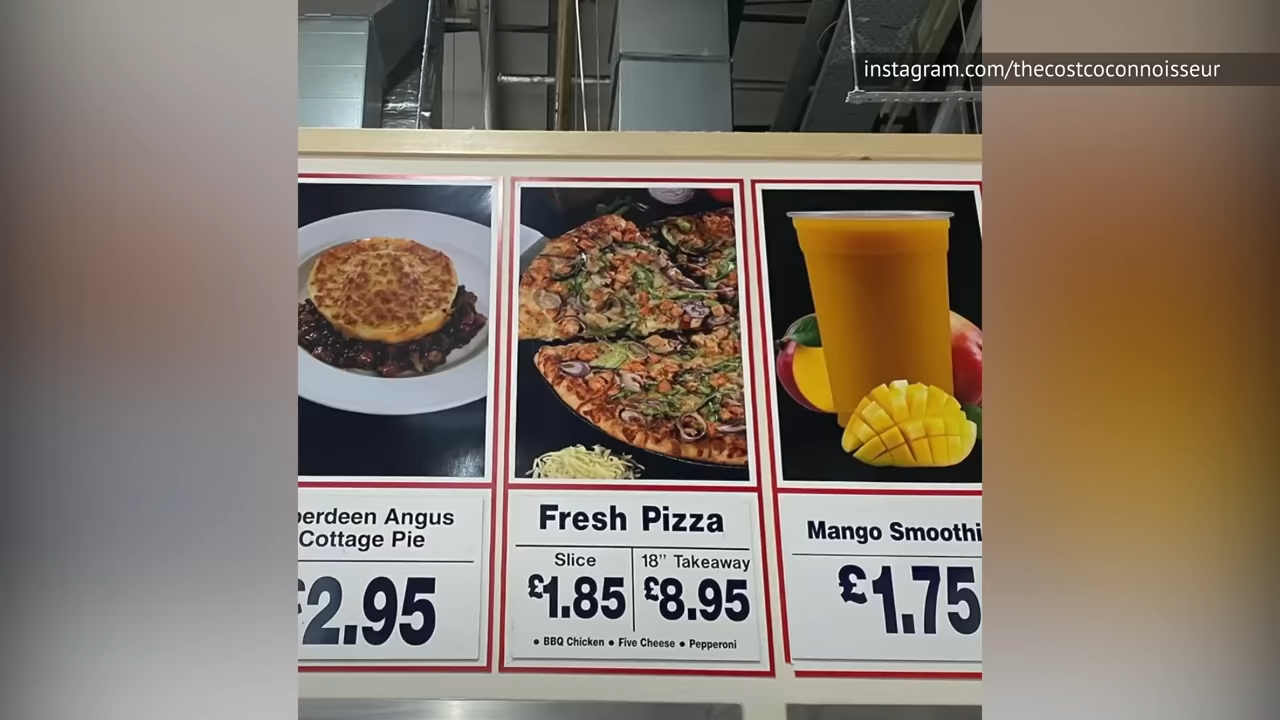 instagram.com/thecostcoconnoisseur
berdeen Angus
Cottage Pie
£2.95
Fresh Pizza
Slice
£1.85
18" Takeaway
£8.95
• BBQ Chicken • Five Cheese • Pepperoni
Mango Smoothi
£1.75